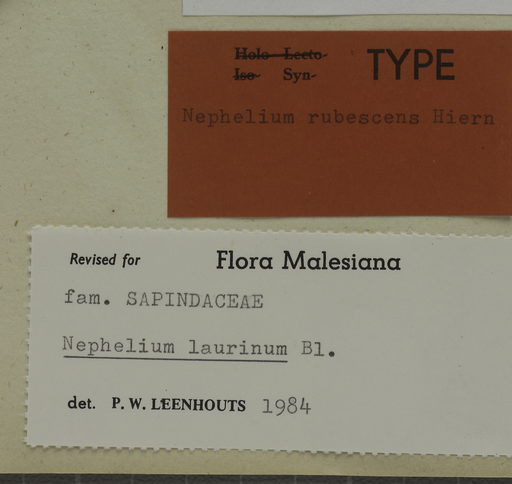 Holo- Lecto-
Iso- Syn- TYPE
Nephelium rubescens Hiern
Revised for Flora Malesiana
fam. SAPINDACEAE
Nephelium laurinum Bl.
det. P. W. LEENHOUTS 1984